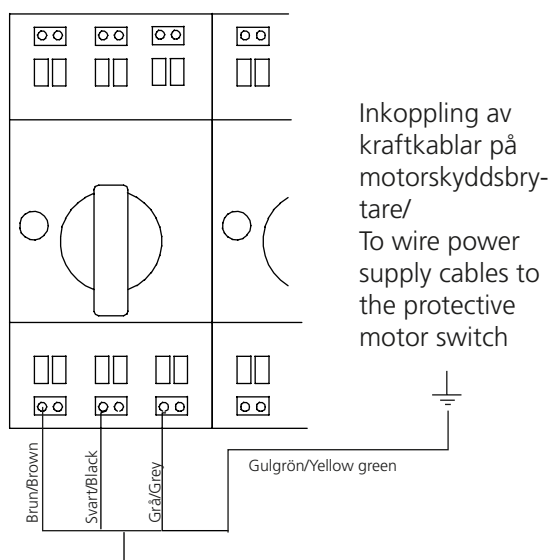 Inkoppling av
kraftkablar på
motorskyddsbry-
tare/
To wire power
supply cables to
the protective
motor switch
Brun/Brown
Svart/Black
Grå/Grey
Gulgrön/Yellow green